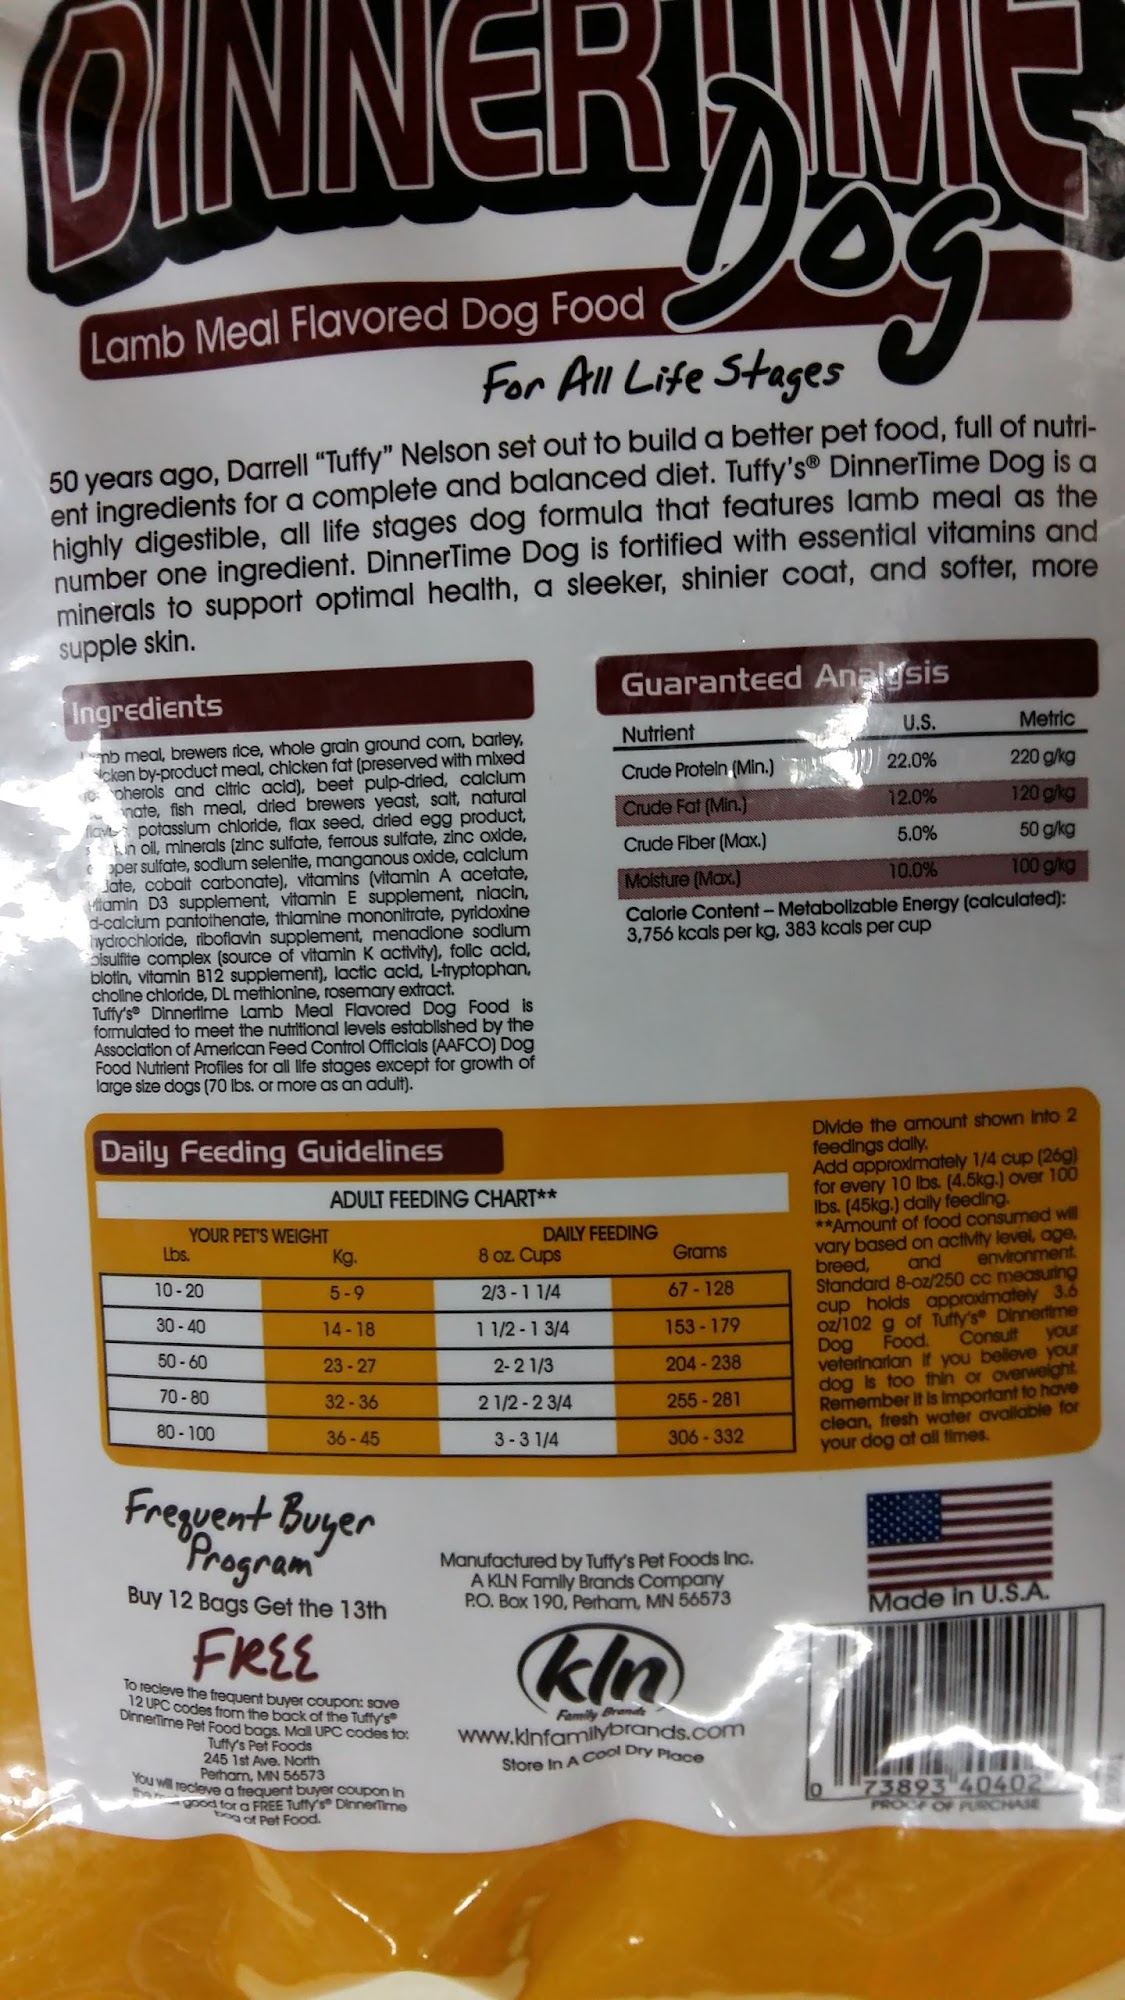 DINNERTIME
Dog
Lamb Meal Flavored Dog Food
For All Life Stages
50 years ago, Darrell “Tuffy” Nelson set out to build a better pet food, full of nutri-
ent ingredients for a complete and balanced diet. Tuffy's® DinnerTime Dog is a
highly digestible, all life stages dog formula that features lamb meal as the
number one ingredient. DinnerTime Dog is fortified with essential vitamins and
minerals to support optimal health, a sleeker, shinier coat, and softer, more
supple skin.
Ingredients
meal, brewers rice, whole grain ground corn, barley,
by-product meal, chicken fat (preserved with mixed
and citric acid), beet pulp-dried, calcium
fish meal, dried brewers yeast, salt, natural
potassium chloride, flax seed, dried egg product,
oil, minerals (zinc sulfate, ferrous sulfate, zinc oxide,
sulfate, sodium selenite, manganous oxide, calcium
cobalt carbonate), vitamins (vitamin A acetate,
vitamin D3 supplement, vitamin E supplement, niacin,
d-calcium pantothenate, thiamine mononitrate, pyridoxine
hydrochloride, riboflavin supplement, menadione sodium
bisulfite complex (source of vitamin K activity), folic acid,
biotin, vitamin B12 supplement), lactic acid, L-tryptophan,
choline chloride, DL methionine, rosemary extract.
Tuffy's® Dinnertime Lamb Meal Flavored Dog Food is
formulated to meet the nutritional levels established by the
Association of American Feed Control Officials (AAFCO) Dog
Food Nutrient Profiles for all life stages except for growth of
large size dogs (70 lbs. or more as an adult).
Guaranteed Analysis
Nutrient U.S. Metric
Crude Protein (Min.) 22.0% 220 g/kg
Crude Fat (Min.) 12.0% 120 g/kg
Crude Fiber (Max.) 5.0% 50 g/kg
Moisture (Max.) 10.0% 100 g/kg
Calorie Content – Metabolizable Energy (calculated):
3,756 kcals per kg, 383 kcals per cup
Daily Feeding Guidelines
ADULT FEEDING CHART**
YOUR PET'S WEIGHT DAILY FEEDING
Lbs. Kg. 8 oz. Cups Grams
10 - 20 5 - 9 2/3 - 1 1/4 67 - 128
30 - 40 14 - 18 1 1/2 - 1 3/4 153 - 179
50 - 60 23 - 27 2- 2 1/3 204 - 238
70 - 80 32 - 36 2 1/2 - 2 3/4 255 - 281
80 - 100 36 - 45 3 - 3 1/4 306 - 332
Divide the amount shown into 2
feedings daily.
Add approximately 1/4 cup (26g)
for every 10 lbs. (4.5kg.) over 100
lbs. (45kg.) daily feeding.
**Amount of food consumed will
vary based on activity level, age,
breed, and environment.
Standard 8-oz/250 cc measuring
cup holds approximately 3.6
oz/102 g of Tuffy's® Dinnertime
Dog Food. Consult your
veterinarian if you believe your
dog is too thin or overweight.
Remember it is important to have
clean, fresh water available for
your dog at all times.
Frequent Buyer
Program
Buy 12 Bags Get the 13th
FREE
To recieve the frequent buyer coupon: save
12 UPC codes from the back of the Tuffy's®
DinnerTime Pet Food bags. Mail UPC codes to:
Tuffy's Pet Foods
245 1st Ave. North
Perham, MN 56573
You will recieve a frequent buyer coupon in
good for a FREE Tuffy's® DinnerTime
bag of Pet Food.
Manufactured by Tuffy's Pet Foods Inc.
A KLN Family Brands Company
P.O. Box 190, Perham, MN 56573
kln
Family Brands
www.klnfamilybrands.com
Store In A Cool Dry Place
Made in U.S.A.
0 73893 40402
PROOF OF PURCHASE